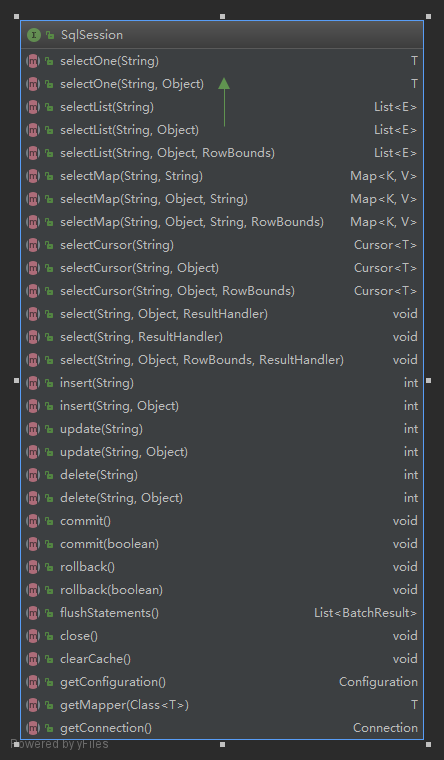 SqlSession
selectOne(String) T
selectOne(String, Object) T
selectList(String) List<E>
selectList(String, Object) List<E>
selectList(String, Object, RowBounds) List<E>
selectMap(String, String) Map<K, V>
selectMap(String, Object, String) Map<K, V>
selectMap(String, Object, String, RowBounds) Map<K, V>
selectCursor(String) Cursor<T>
selectCursor(String, Object) Cursor<T>
selectCursor(String, Object, RowBounds) Cursor<T>
select(String, Object, ResultHandler) void
select(String, ResultHandler) void
select(String, Object, RowBounds, ResultHandler) void
insert(String) int
insert(String, Object) int
update(String) int
update(String, Object) int
delete(String) int
delete(String, Object) int
commit() void
commit(boolean) void
rollback() void
rollback(boolean) void
flushStatements() List<BatchResult>
close() void
clearCache() void
getConfiguration() Configuration
getMapper(Class<T>) T
getConnection() Connection
Powered by yFiles